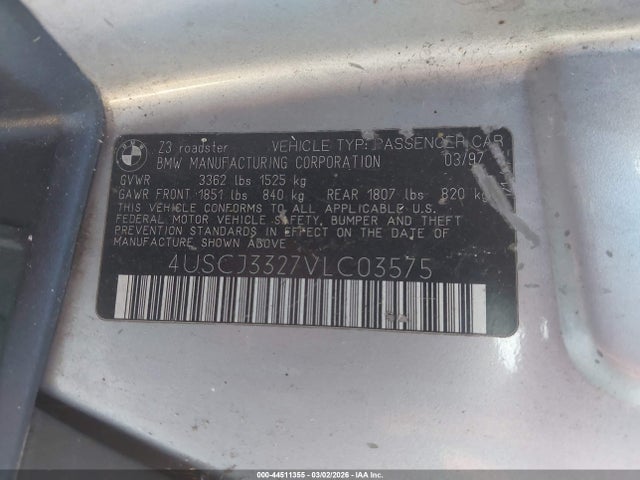 BMW
Z3 roadster VEHICLE TYP: PASSENGER CAR
BMW MANUFACTURING CORPORATION 03/97
GVWR 3362 lbs 1525 kg
GAWR FRONT 1851 lbs 840 kg REAR 1807 lbs 820 kg
THIS VEHICLE CONFORMS TO ALL APPLICABLE U.S.
FEDERAL MOTOR VEHICLE SAFETY, BUMPER AND THEFT
PREVENTION STANDARDS IN EFFECT ON THE DATE OF
MANUFACTURE SHOWN ABOVE
4USCJ3327VLC03575
000-44511355 - 03/02/2026 - IAA Inc.